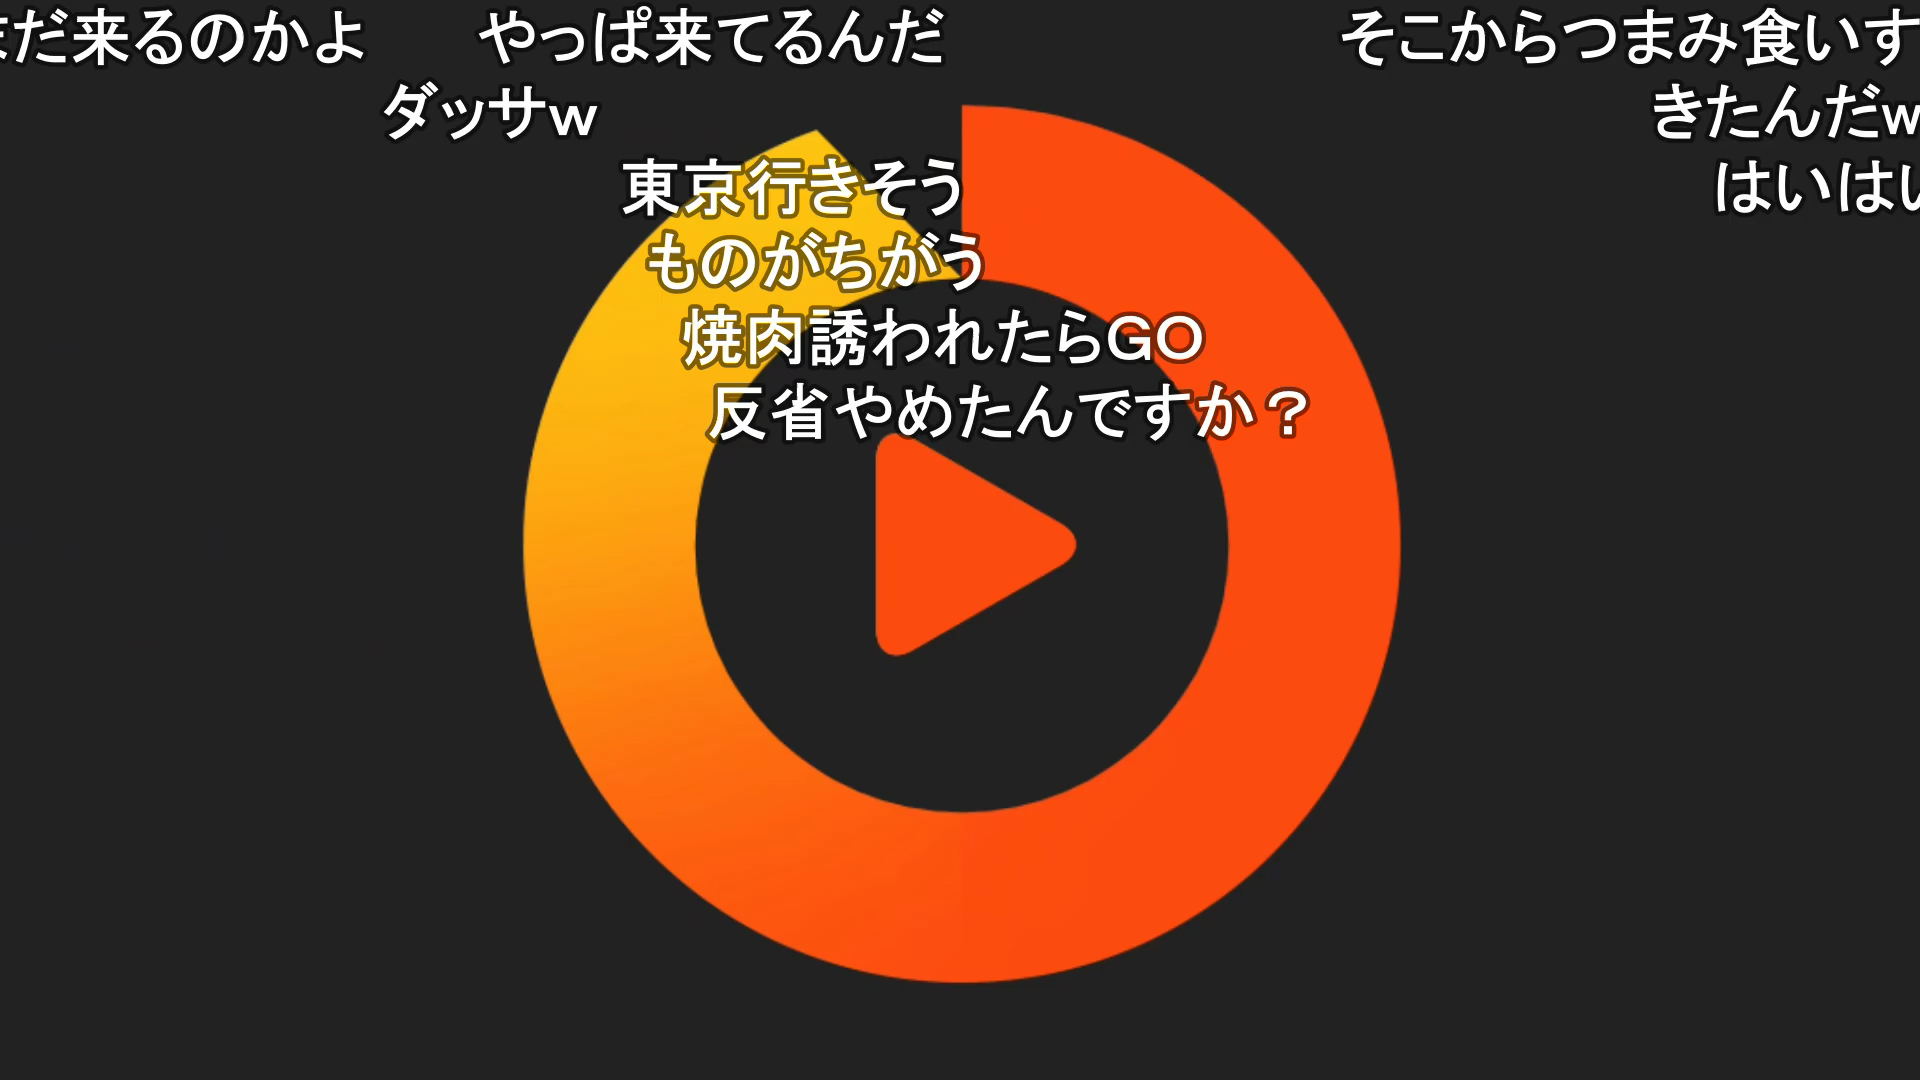 まだ来るのかよ
やっぱ来てるんだ
そこからつまみ食いす
ダッサw
きたんだw
東京行きそう
はいはい
ものがちがう
焼肉誘われたらGO
反省やめたんですか？